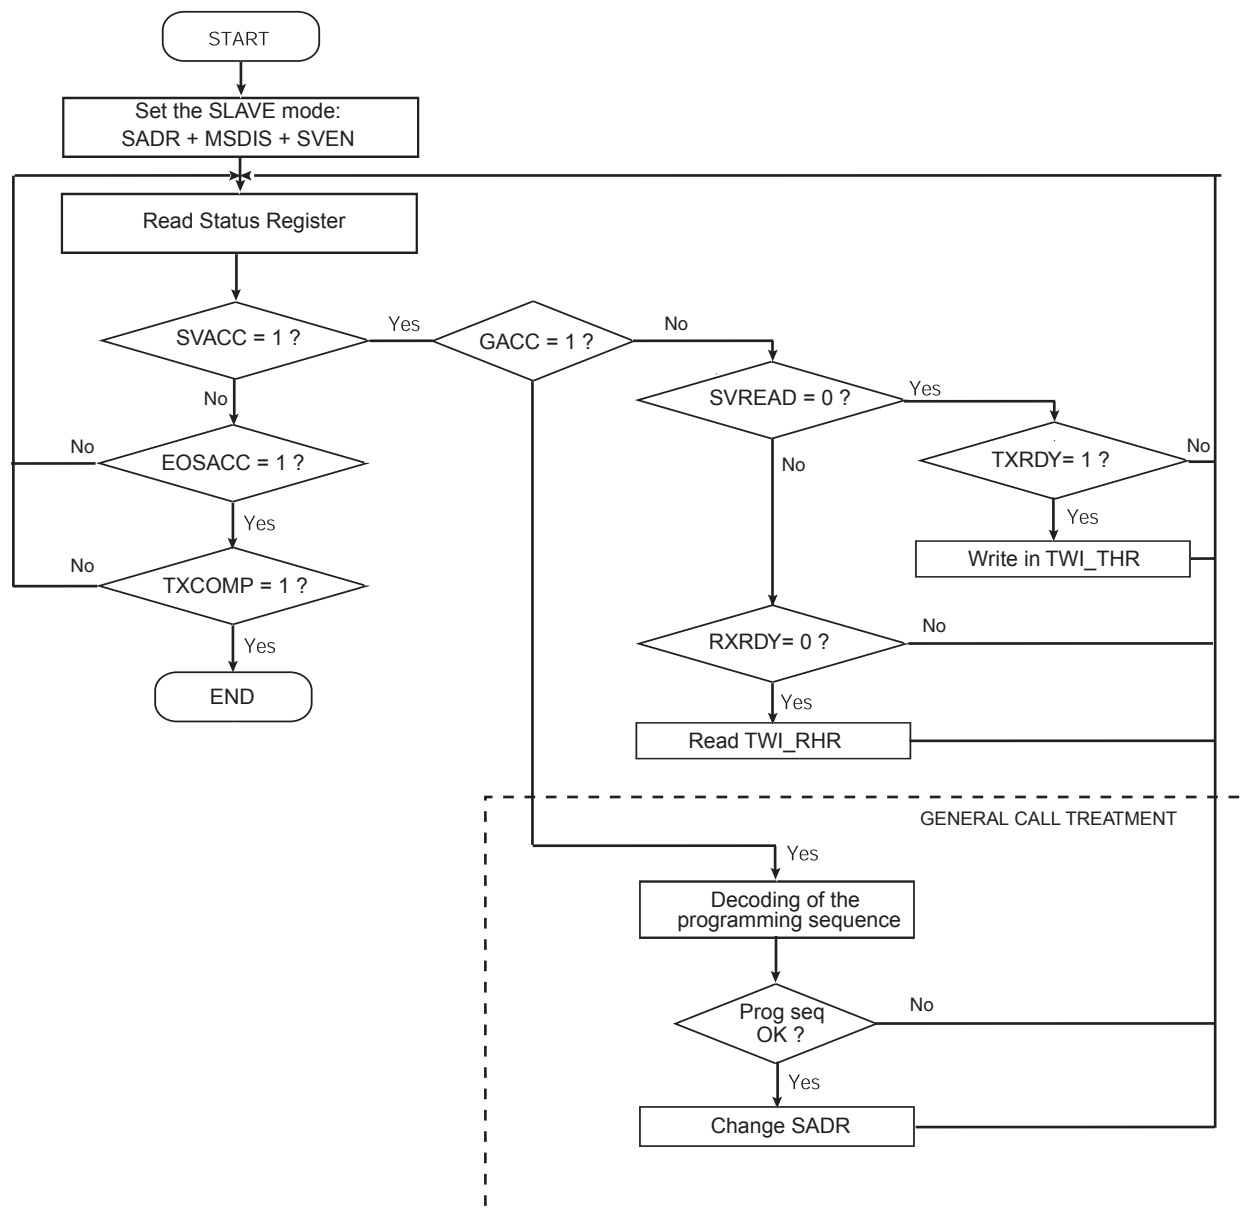 START
Set the SLAVE mode:
SADR + MSDIS + SVEN
Read Status Register
SVACC = 1 ?
Yes
GACC = 1 ?
No
SVREAD = 0 ?
Yes
No
No
EOSACC = 1 ?
No
TXRDY= 1 ?
No
Yes
Yes
Write in TWI_THR
No
TXCOMP = 1 ?
Yes
RXRDY= 0 ?
No
END
Yes
Read TWI_RHR
GENERAL CALL TREATMENT
Yes
Decoding of the
programming sequence
Prog seq
OK ?
No
Yes
Change SADR